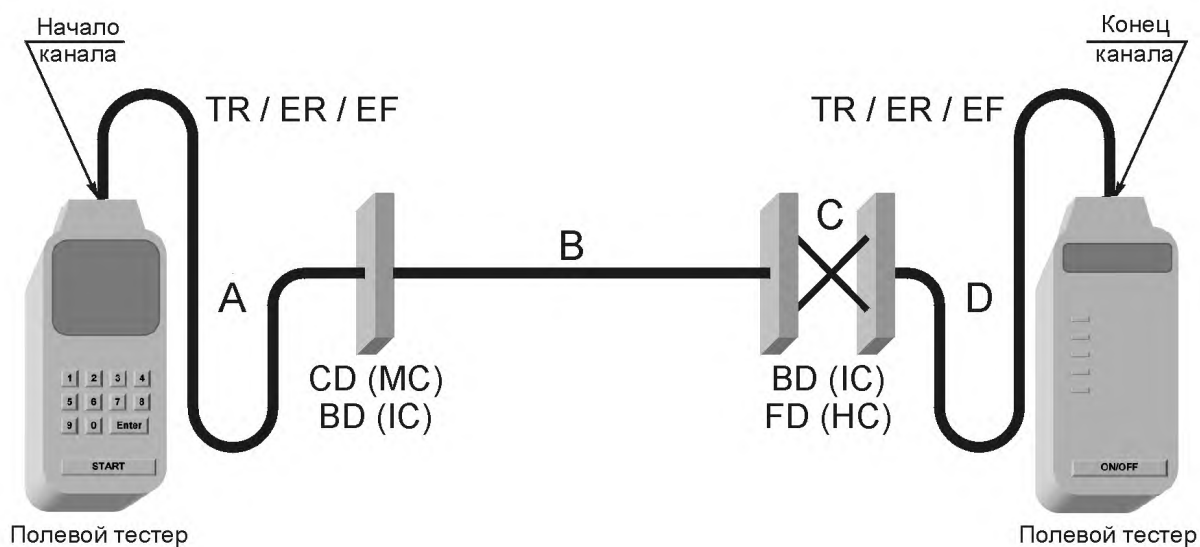 Начало
канала
Конец
канала
TR / ER / EF
TR / ER / EF
A
B
C
D
CD (MC)
BD (IC)
BD (IC)
FD (HC)
1 2 3 4
5 6 7 8
9 0 Enter
START
ON/OFF
Полевой тестер
Полевой тестер